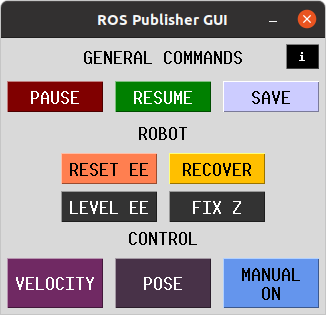 ROS Publisher GUI
GENERAL COMMANDS
i
PAUSE
RESUME
SAVE
ROBOT
RESET EE
RECOVER
LEVEL EE
FIX Z
CONTROL
VELOCITY
POSE
MANUAL
ON